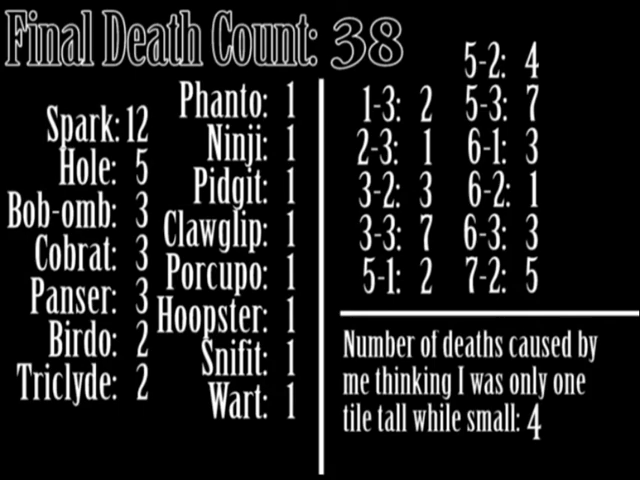 Final Death Count: 38
Spark: 12
Hole: 5
Bob-omb: 3
Cobrat: 3
Panser: 3
Birdo: 2
Triclyde: 2
Phanto: 1
Ninji: 1
Pidgit: 1
Clawglip: 1
Porcupo: 1
Hoopster: 1
Snifit: 1
Wart: 1
1-3: 2
2-3: 1
3-2: 3
3-3: 7
5-1: 2
5-2: 4
5-3: 7
6-1: 3
6-2: 1
6-3: 3
7-2: 5
Number of deaths caused by
me thinking I was only one
tile tall while small: 4